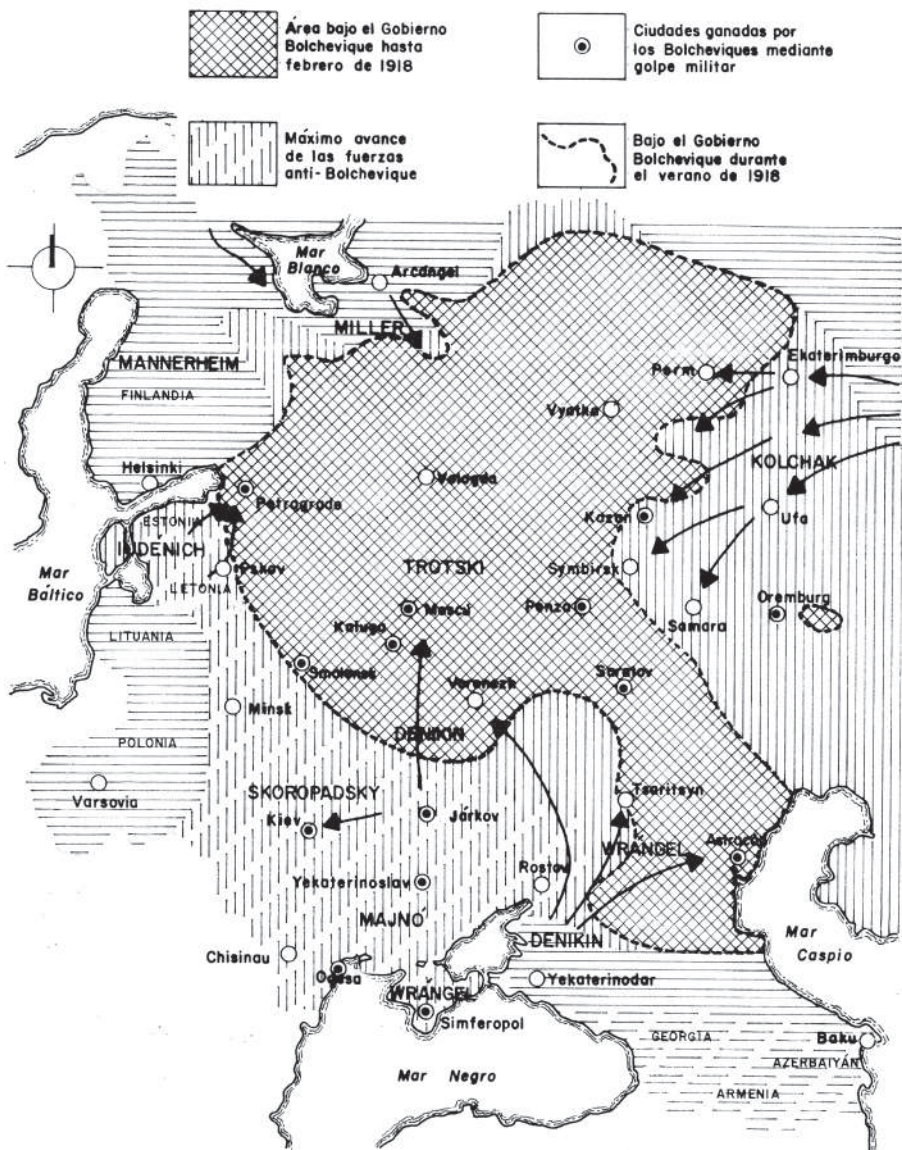 Área bajo el Gobierno
Bolchevique hasta
febrero de 1918
Ciudades ganadas por
los Bolcheviques mediante
golpe militar
Máximo avance
de las fuerzas
anti-Bolchevique
Bajo el Gobierno
Bolchevique durante
el verano de 1918
Mar
Blanco
Arcángel
MILLER
MANNERHEIM
FINLANDIA
Perm
Ekaterimburgo
Vyatka
KOLCHAK
Helsinki
Petrogrado
Vologda
ESTONIA
IUDENICH
Kazan
Ufa
Mar
Báltico
LETONIA
Pskov
TROTSKI
Symbirsk
Moscú
Penza
Samara
Oremburg
LITUANIA
Kaluga
Smolensk
Saratov
Voronezh
Minsk
DENIKIN
POLONIA
Varsovia
SKOROPADSKY
Kiev
Járkov
Tsaritsyn
WRANGEL
Astracán
Yekaterinoslav
Rostov
MAJNÓ
DENIKIN
Mar
Caspio
Chisinau
Odesa
WRÁNGEL
Yekaterinodar
Simferopol
GEORGIA
Baku
AZERBAIYÁN
ARMENIA
Mar Negro